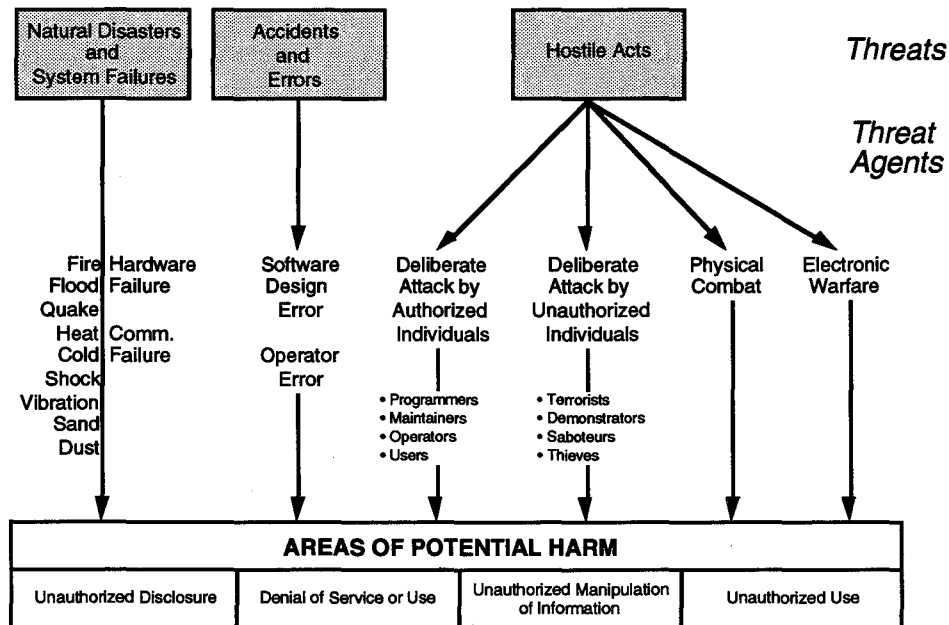 Natural Disasters
and
System Failures
Accidents
and
Errors
Hostile Acts
Threats
Threat
Agents
Fire Hardware
Flood Failure
Quake
Heat Comm.
Cold Failure
Shock
Vibration
Sand
Dust
Software
Design
Error
Operator
Error
Deliberate
Attack by
Authorized
Individuals
• Programmers
• Maintainers
• Operators
• Users
Deliberate
Attack by
Unauthorized
Individuals
• Terrorists
• Demonstrators
• Saboteurs
• Thieves
Physical
Combat
Electronic
Warfare
AREAS OF POTENTIAL HARM
Unauthorized Disclosure
Denial of Service or Use
Unauthorized Manipulation
of Information
Unauthorized Use